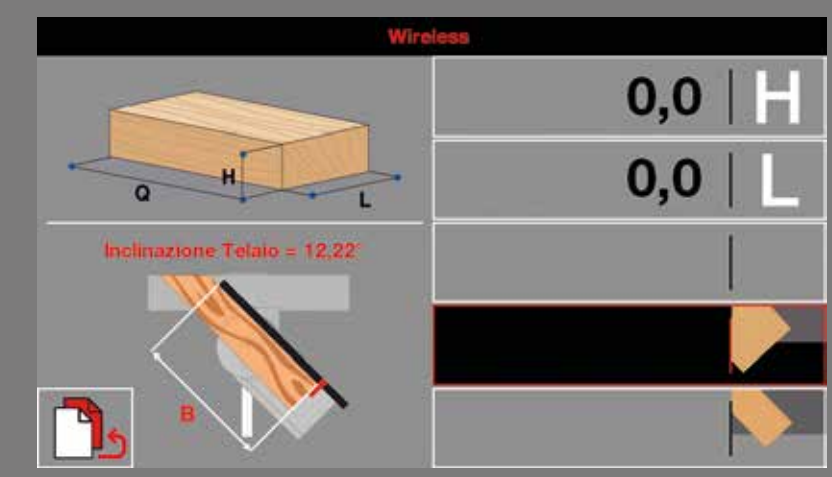 Wireless
H
Q
L
0,0 H
0,0 L
Inclinazione Telaio = 12,22°
B